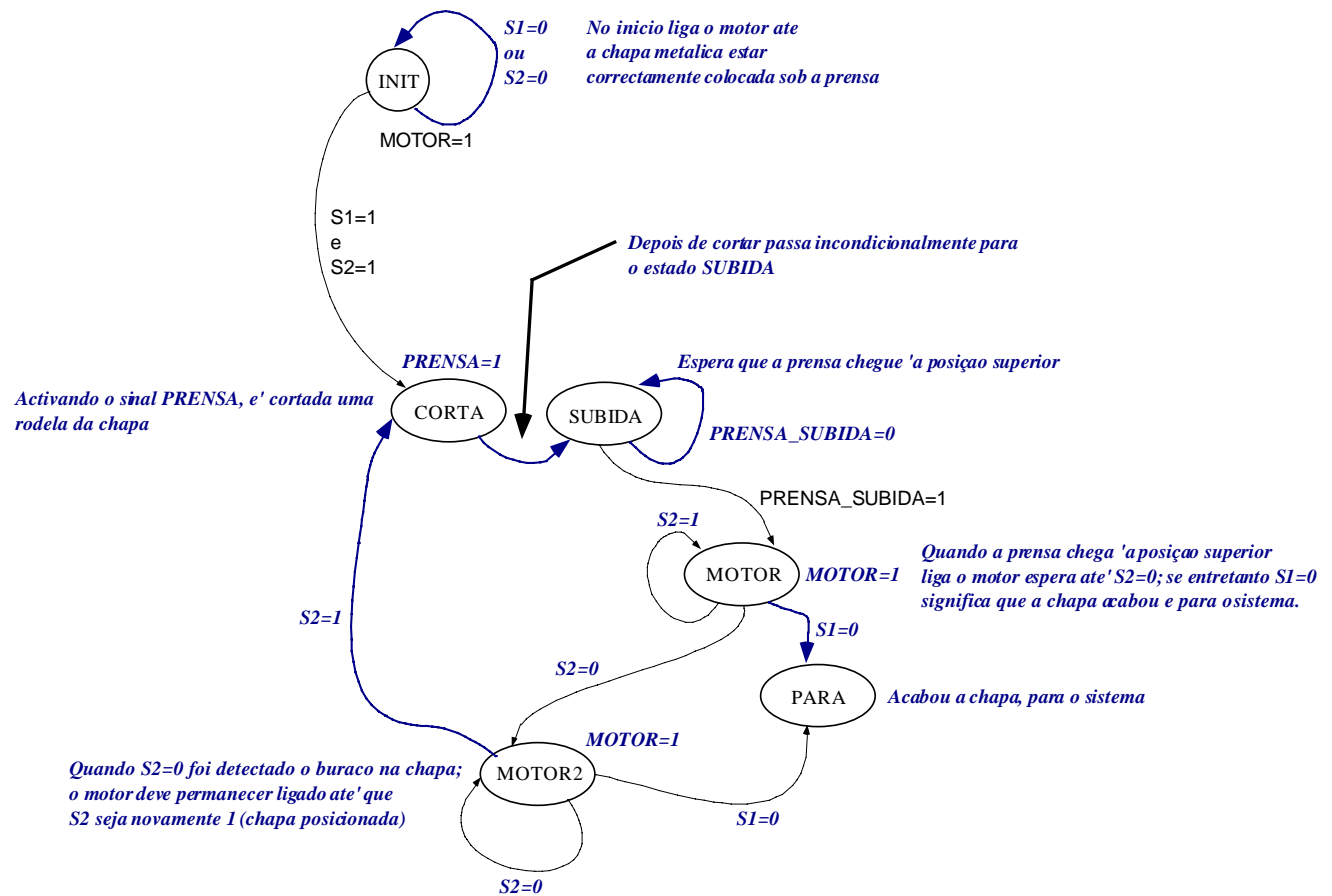 S1=0
ou
S2=0
No inicio liga o motor ate
a chapa metalica estar
correctamente colocada sob a prensa
INIT
MOTOR=1
S1=1
e
S2=1
Depois de cortar passa incondicionalmente para
o estado SUBIDA
PRENSA=1
Espera que a prensa chegue 'a posiçao superior
Activando o sinal PRENSA, e' cortada uma
rodela da chapa
CORTA
SUBIDA
PRENSA_SUBIDA=0
PRENSA_SUBIDA=1
S2=1
MOTOR
MOTOR=1
Quando a prensa chega 'a posiçao superior
liga o motor espera ate' S2=0; se entretanto S1=0
significa que a chapa acabou e para o sistema.
S2=1
S1=0
S2=0
PARA
Acabou a chapa, para o sistema
MOTOR=1
Quando S2=0 foi detectado o buraco na chapa;
o motor deve permanecer ligado ate' que
S2 seja novamente 1 (chapa posicionada)
MOTOR2
S1=0
S2=0